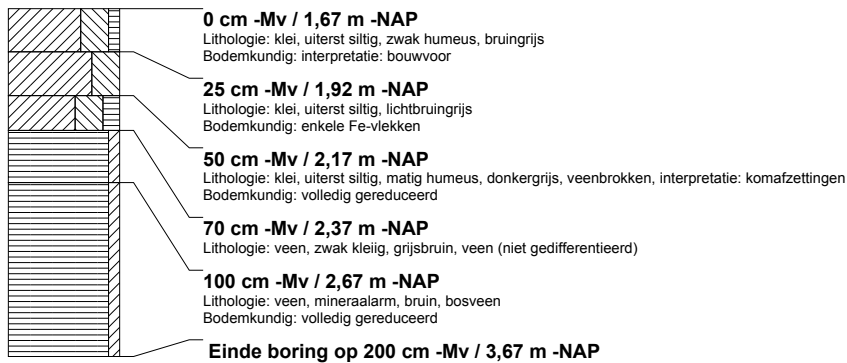 0 cm -Mv / 1,67 m -NAP
Lithologie: klei, uiterst siltig, zwak humeus, bruingrijs
Bodemkundig: interpretatie: bouwvoor
25 cm -Mv / 1,92 m -NAP
Lithologie: klei, uiterst siltig, lichtbruingrijs
Bodemkundig: enkele Fe-vlekken
50 cm -Mv / 2,17 m -NAP
Lithologie: klei, uiterst siltig, matig humeus, donkergrijs, veenbrokken, interpretatie: komafzettingen
Bodemkundig: volledig gereduceerd
70 cm -Mv / 2,37 m -NAP
Lithologie: veen, zwak kleiig, grijsbruin, veen (niet gedifferentieerd)
100 cm -Mv / 2,67 m -NAP
Lithologie: veen, mineraalarm, bruin, bosveen
Bodemkundig: volledig gereduceerd
Einde boring op 200 cm -Mv / 3,67 m -NAP